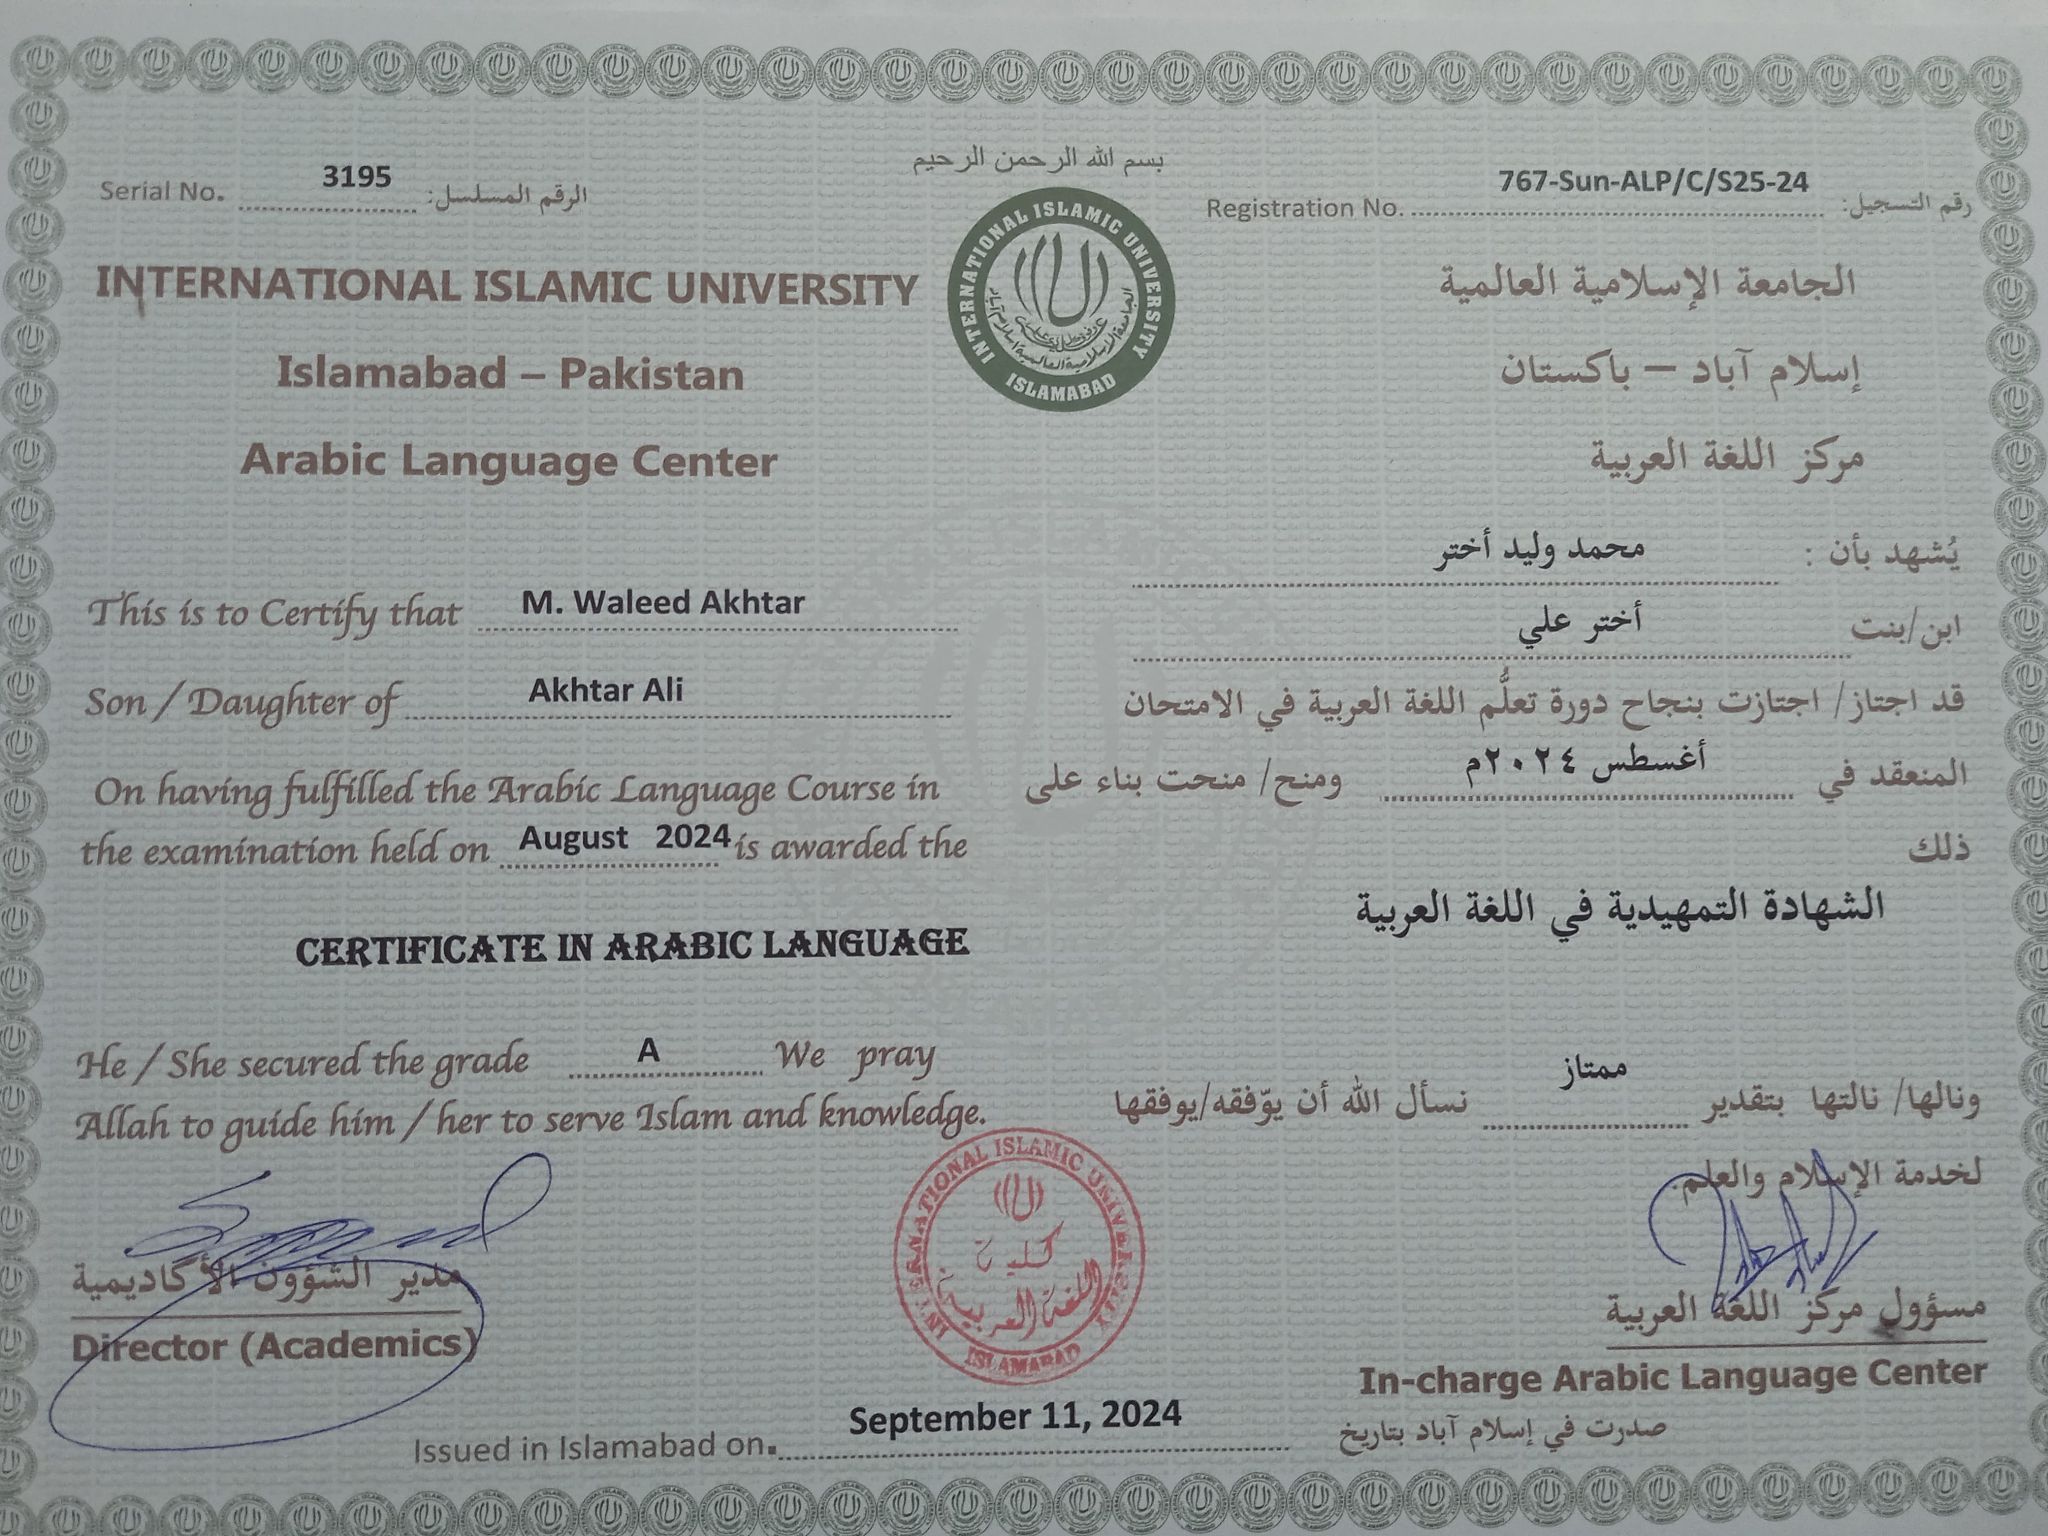 بسم الله الرحمن الرحيم
Serial No. 3195 الرقم المسلسل:
Registration No. 767-Sun-ALP/C/S25-24 رقم التسجيل:
INTERNATIONAL ISLAMIC UNIVERSITY
Islamabad – Pakistan
Arabic Language Center
INTERNATIONAL ISLAMIC UNIVERSITY
الجامعة الإسلامية العالمية اسلام آباد
ISLAMABAD
الجامعة الإسلامية العالمية
إسلام آباد – باكستان
مركز اللغة العربية
This is to Certify that M. Waleed Akhtar
Son / Daughter of Akhtar Ali
On having fulfilled the Arabic Language Course in
the examination held on August 2024 is awarded the
CERTIFICATE IN ARABIC LANGUAGE
He / She secured the grade A We pray
Allah to guide him / her to serve Islam and knowledge.
يُشهد بأن : محمد وليد أختر
ابن/بنت أختر علي
قد اجتاز/ اجتازت بنجاح دورة تعلُّم اللغة العربية في الامتحان
المنعقد في أغسطس ٢٠٢٤م ومنح/ منحت بناء على
ذلك
الشهادة التمهيدية في اللغة العربية
ونالها/ نالتها بتقدير ممتاز نسأل الله أن يوّفقه/يوفقها
لخدمة الإسلام والعلم.
مدير الشؤون الأكاديمية
Director (Academics)
INTERNATIONAL ISLAMIC UNIVERSITY
كلية
اللغة العربية
ISLAMABAD
مسؤول مركز اللغة العربية
In-charge Arabic Language Center
Issued in Islamabad on. September 11, 2024 صدرت في إسلام آباد بتاريخ